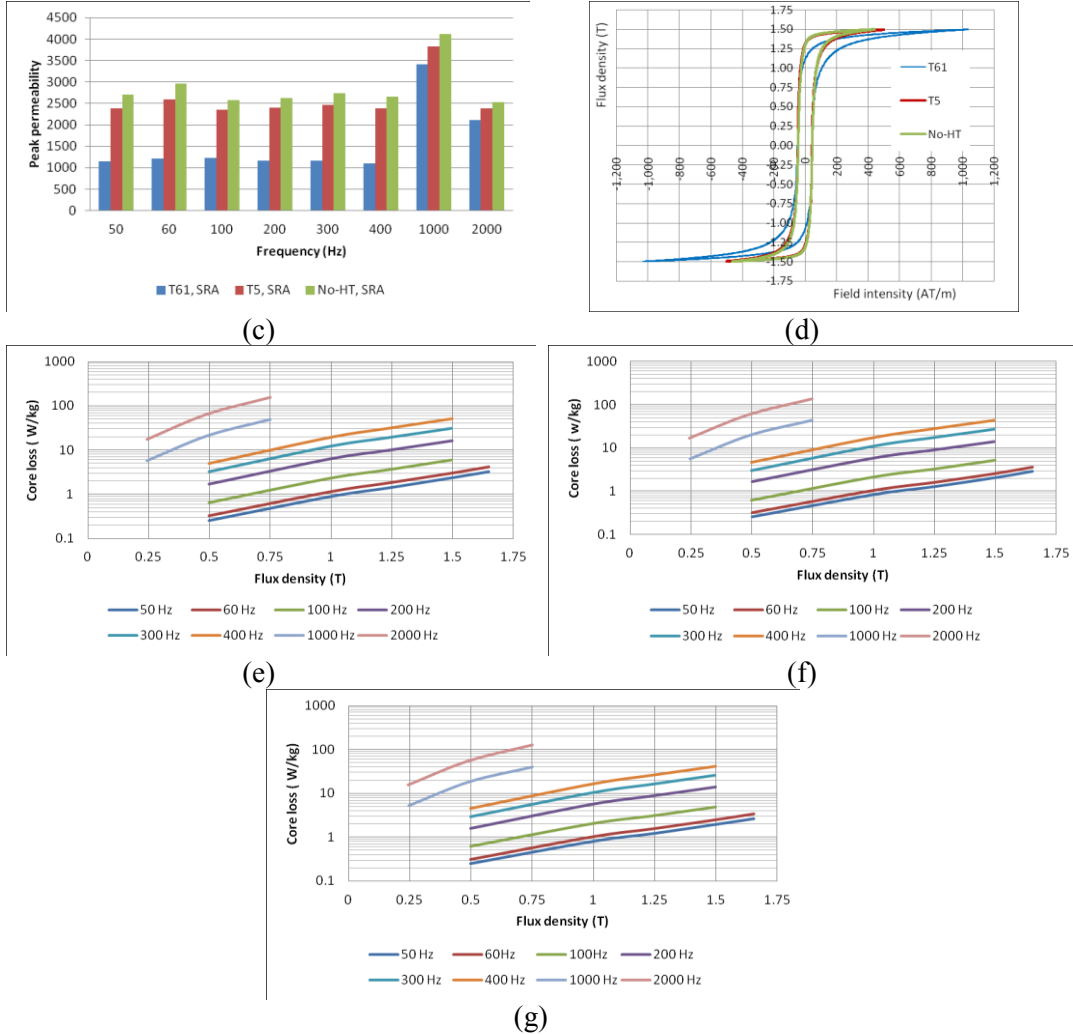 4500
4000
3500
3000
2500
2000
1500
1000
500
0
Peak permeability
50 60 100 200 300 400 1000 2000
Frequency (Hz)
T61, SRA T5, SRA No-HT, SRA
(c)
Flux density (T)
1.75
1.50
1.25
1.00
0.75
0.50
0.25
0.00
-0.25
-0.50
-0.75
-1.00
-1.25
-1.50
-1.75
-1,200 -1,000 -800 -600 -400 -200 0 200 400 600 800 1,000 1,200
T61
T5
No-HT
Field intensity (AT/m)
(d)
1000
100
10
1
0.1
Core loss ( W/kg)
0 0.25 0.5 0.75 1 1.25 1.5 1.75
Flux density (T)
50 Hz 60 Hz 100 Hz 200 Hz
300 Hz 400 Hz 1000 Hz 2000 Hz
(e)
1000
100
10
1
0.1
Core loss ( w/kg)
0 0.25 0.5 0.75 1 1.25 1.5 1.75
Flux density (T)
50 Hz 60 Hz 100 Hz 200 Hz
300 Hz 400 Hz 1000 Hz 2000 Hz
(f)
1000
100
10
1
0.1
Core loss ( W/kg)
0 0.25 0.5 0.75 1 1.25 1.5 1.75
Flux density (T)
50 Hz 60Hz 100Hz 200 Hz
300 Hz 400 Hz 1000 Hz 2000 Hz
(g)